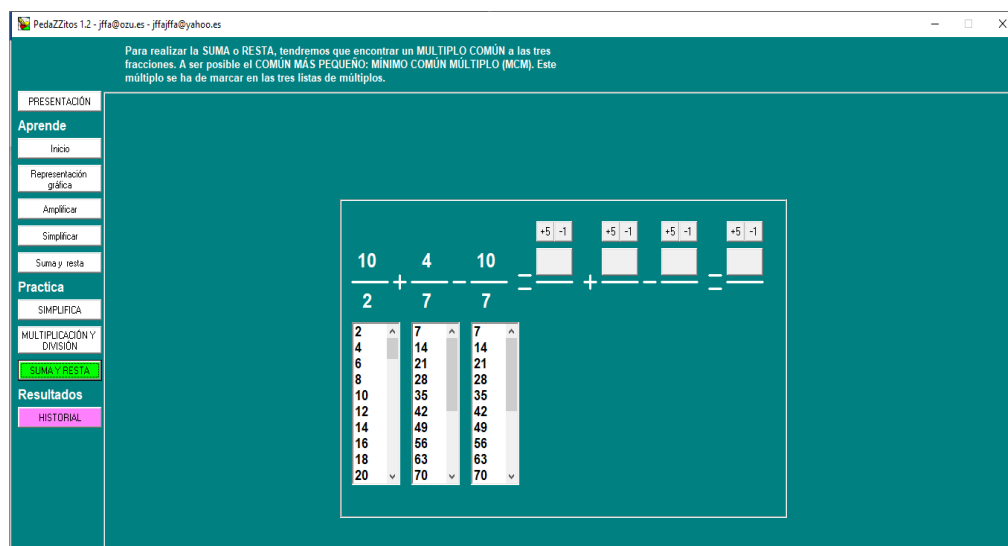 PedaZZitos 1.2 - jffa@ozu.es - jffajffa@yahoo.es
Para realizar la SUMA o RESTA, tendremos que encontrar un MULTIPLO COMÚN a las tres
fracciones. A ser posible el COMÚN MÁS PEQUEÑO: MÍNIMO COMÚN MÚLTIPLO (MCM). Este
múltiplo se ha de marcar en las tres listas de múltiplos.
PRESENTACIÓN
Aprende
Inicio
Representación
gráfica
Amplificar
Simplificar
Suma y resta
Practica
SIMPLIFICA
MULTIPLICACIÓN Y
DIVISIÓN
SUMA Y RESTA
Resultados
HISTORIAL
+5 -1 +5 -1 +5 -1 +5 -1
10 4 10
+ − = + − =
2 7 7
2 7 7
4 14 14
6 21 21
8 28 28
10 35 35
12 42 42
14 49 49
16 56 56
18 63 63
20 70 70